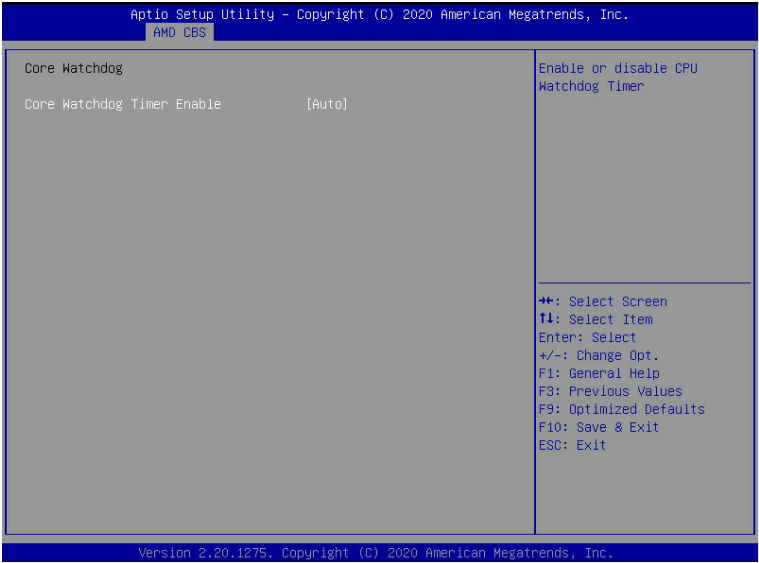 Aptio Setup Utility – Copyright (C) 2020 American Megatrends, Inc.
AMD CBS
Core Watchdog
Core Watchdog Timer Enable [Auto]
Enable or disable CPU
Watchdog Timer
→←: Select Screen
↑↓: Select Item
Enter: Select
+/-: Change Opt.
F1: General Help
F3: Previous Values
F9: Optimized Defaults
F10: Save & Exit
ESC: Exit
Version 2.20.1275. Copyright (C) 2020 American Megatrends, Inc.